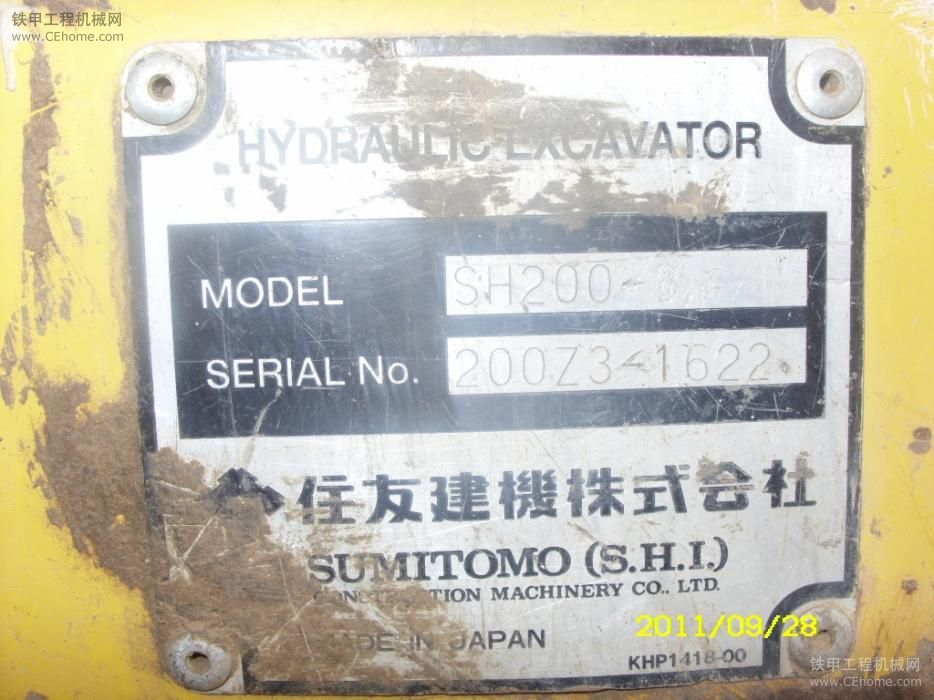 铁甲工程机械网
www.CEhome.com
HYDRAULIC EXCAVATOR
MODEL SH200-3
SERIAL No. 200Z3-1622
住友建機株式会社
SUMITOMO (S.H.I.)
CONSTRUCTION MACHINERY CO., LTD.
MADE IN JAPAN
2011/09/28
KHP1418-00
铁甲工程机械网
www.CEhome.com